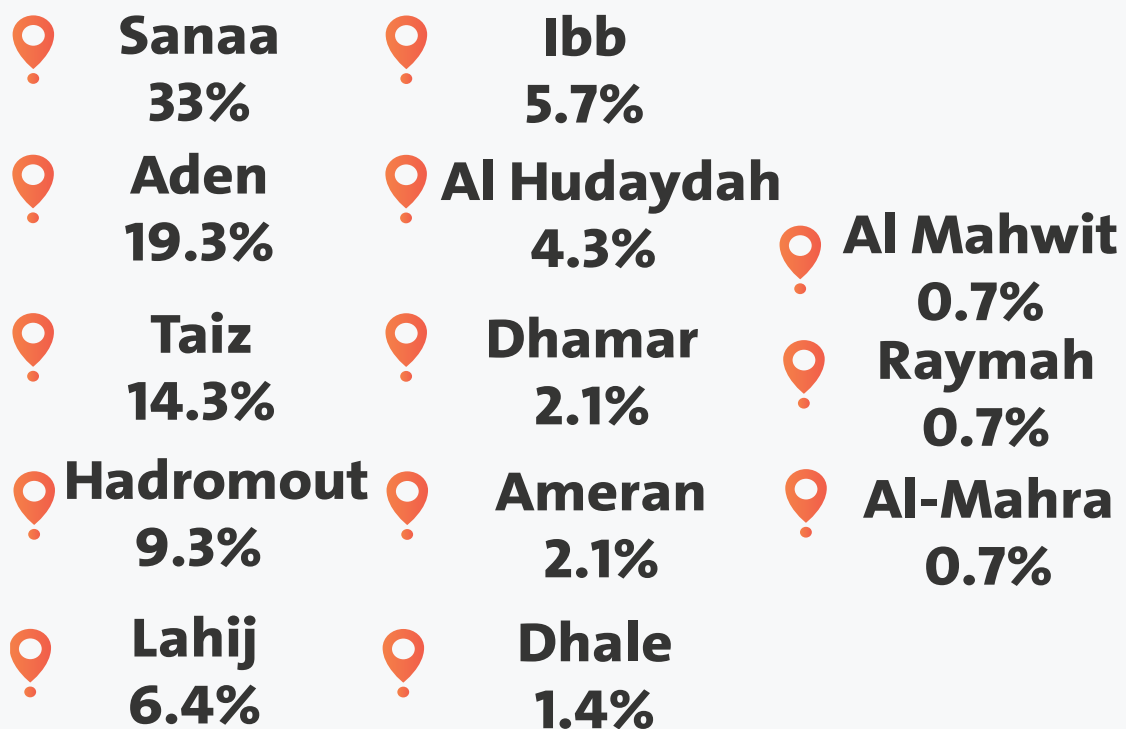 Sanaa
33%
Aden
19.3%
Taiz
14.3%
Hadromout
9.3%
Lahij
6.4%
Ibb
5.7%
Al Hudaydah
4.3%
Dhamar
2.1%
Ameran
2.1%
Dhale
1.4%
Al Mahwit
0.7%
Raymah
0.7%
Al-Mahra
0.7%